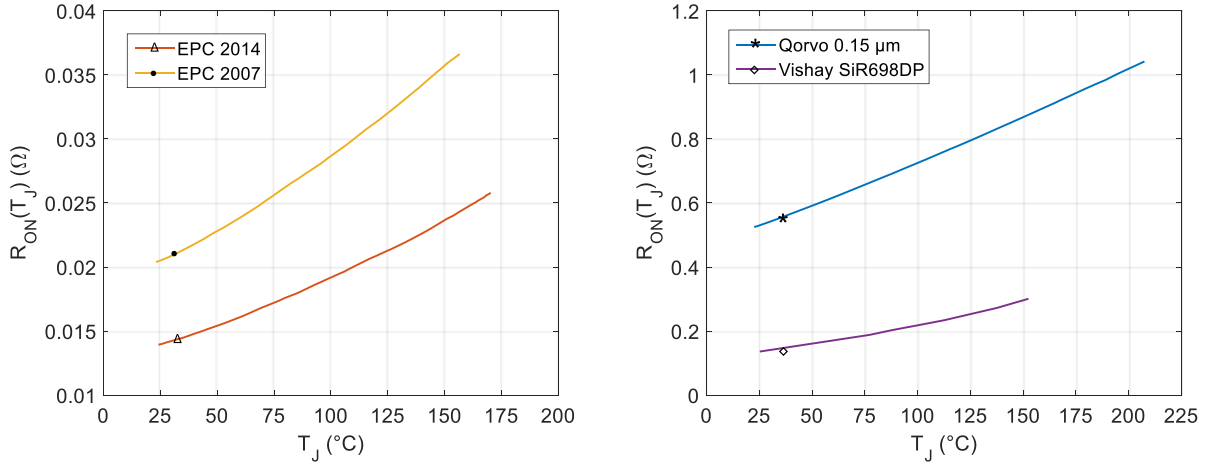 0.04
0.035
0.03
0.025
0.02
0.015
0.01
R_ON(T_J) (Ω)
EPC 2014
EPC 2007
0 25 50 75 100 125 150 175 200
T_J (°C)
1.2
1
0.8
0.6
0.4
0.2
0
R_ON(T_J) (Ω)
Qorvo 0.15 µm
Vishay SiR698DP
0 25 50 75 100 125 150 175 200 225
T_J (°C)